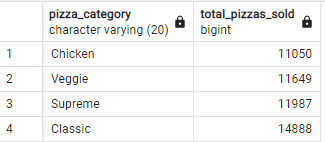 pizza_category total_pizzas_sold
character varying (20) bigint
1 Chicken 11050
2 Veggie 11649
3 Supreme 11987
4 Classic 14888